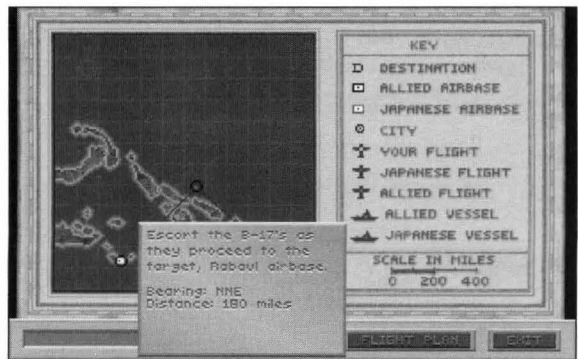 KEY
DESTINATION
ALLIED AIRBASE
JAPANESE AIRBASE
CITY
YOUR FLIGHT
JAPANESE FLIGHT
ALLIED FLIGHT
ALLIED VESSEL
JAPANESE VESSEL
SCALE IN MILES
0 200 400
Escort the B-17's as
they proceed to the
target, Rabaul airbase.
Bearing: NNE
Distance: 180 miles
FLIGHT PLAN
EXIT